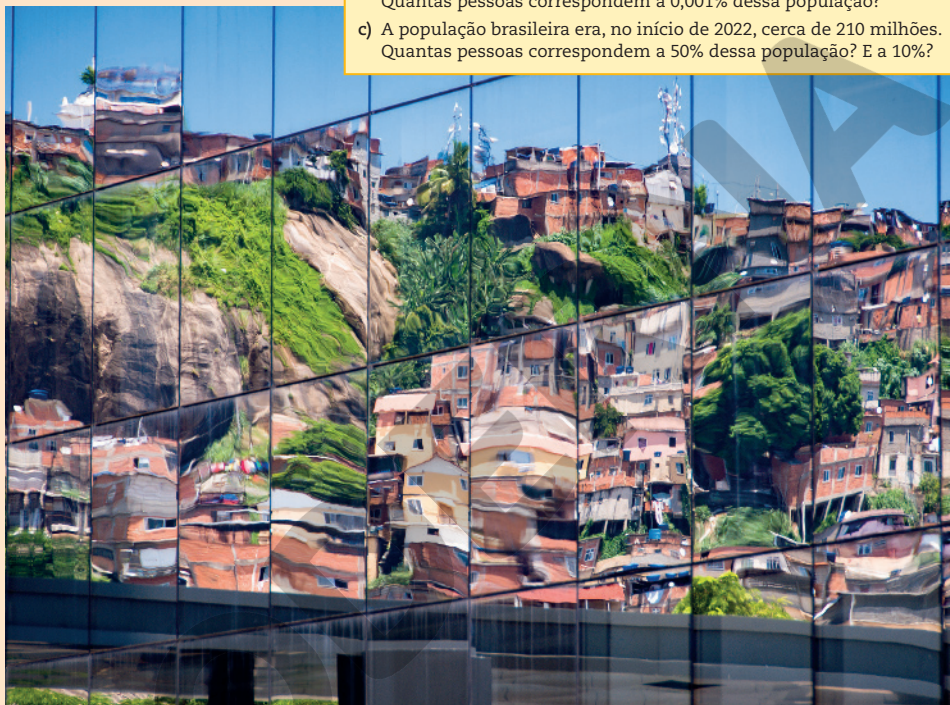 Quantas pessoas correspondem a 0,001% dessa população?
c) A população brasileira era, no início de 2022, cerca de 210 milhões.
Quantas pessoas correspondem a 50% dessa população? E a 10%?